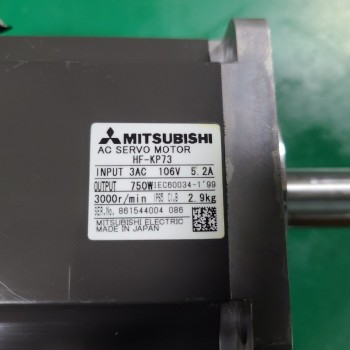 MITSUBISHI
AC SERVO MOTOR
HF-KP73
INPUT 3AC 106V 5.2A
OUTPUT 750W IEC60034-1'99
3000r/min IP65 Cl.B 2.9kg
SER.No. 861544004 086
MITSUBISHI ELECTRIC
MADE IN JAPAN